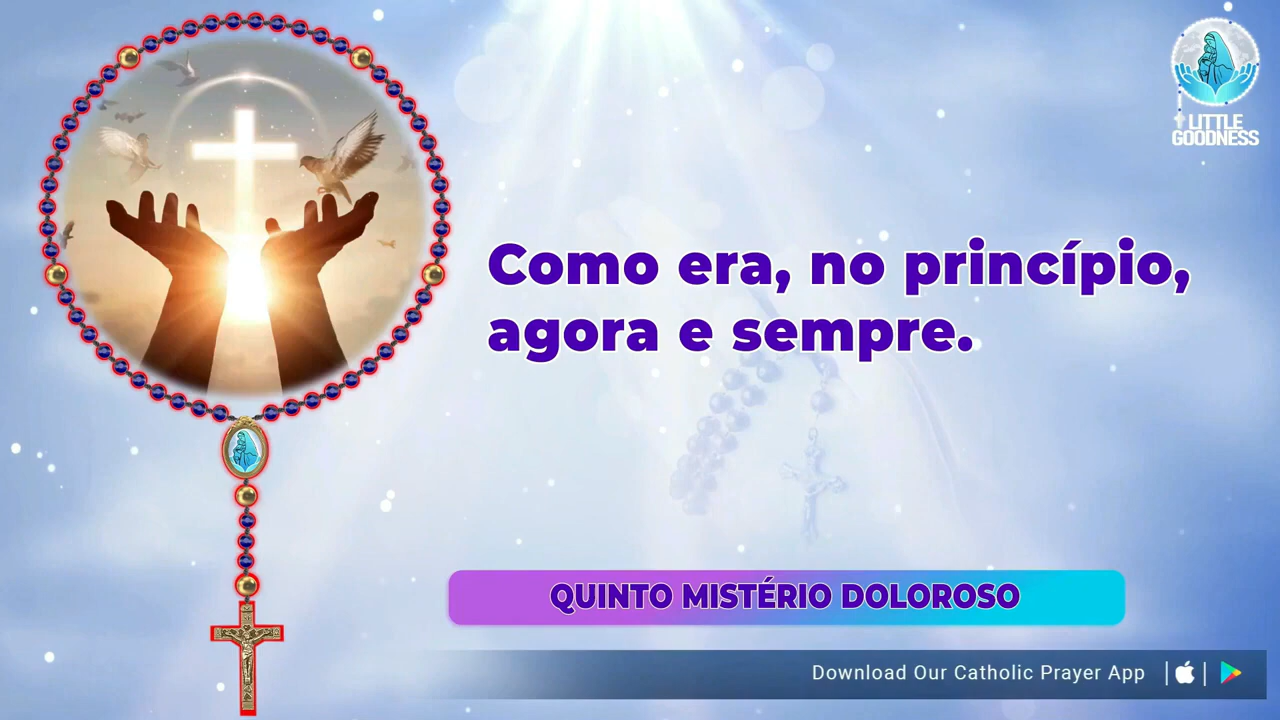 LITTLE
GOODNESS
Como era, no princípio,
agora e sempre.
QUINTO MISTÉRIO DOLOROSO
Download Our Catholic Prayer App